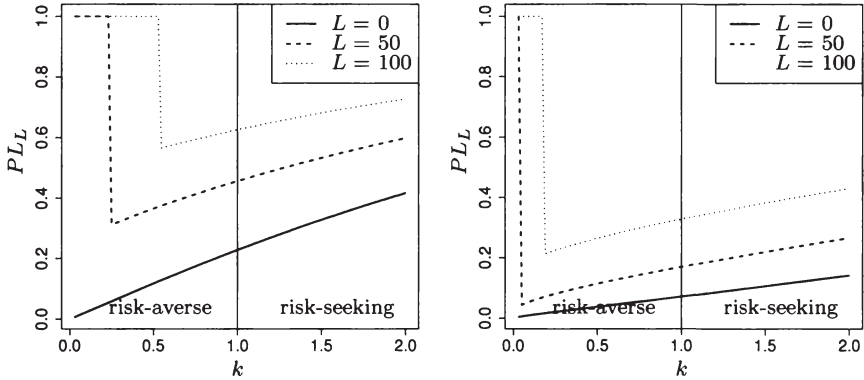 L = 0
L = 50
L = 100
PL_L
1.0
0.8
0.6
0.4
0.2
0.0
risk-averse
risk-seeking
0.0
0.5
1.0
1.5
2.0
k
L = 0
L = 50
L = 100
PL_L
1.0
0.8
0.6
0.4
0.2
0.0
risk-averse
risk-seeking
0.0
0.5
1.0
1.5
2.0
k